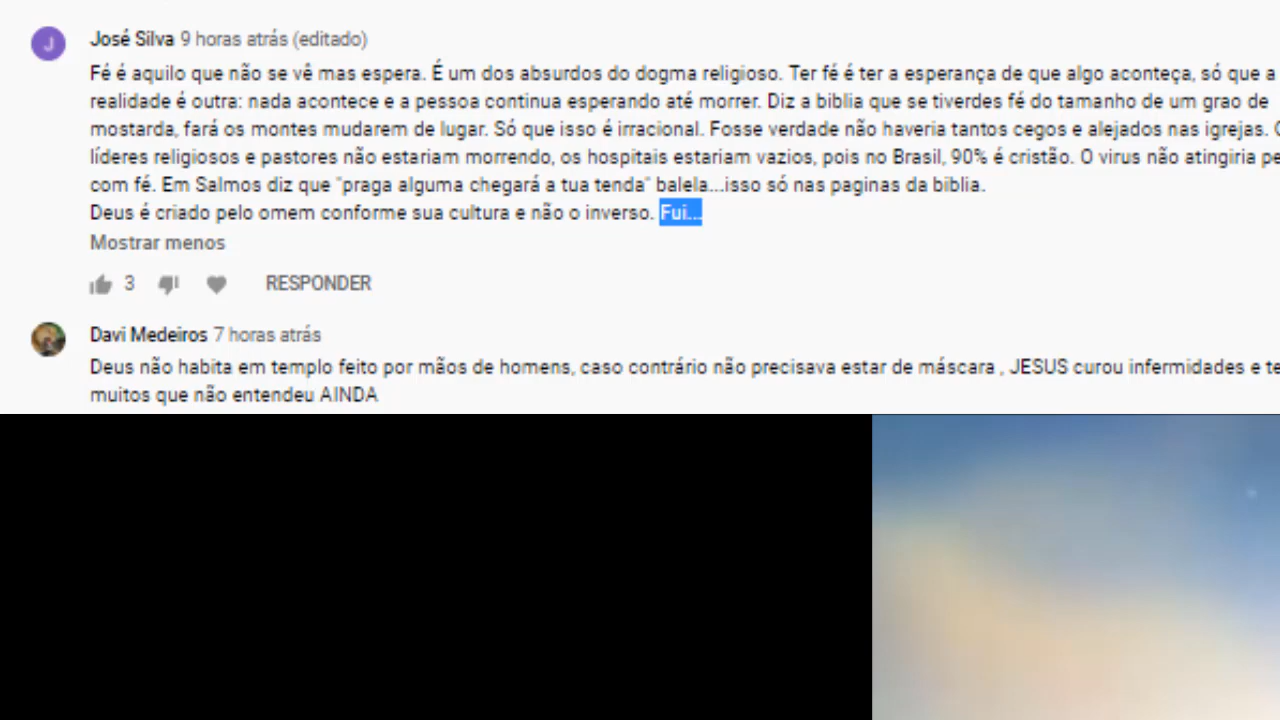 José Silva 9 horas atrás (editado)
Fé é aquilo que não se vê mas espera. É um dos absurdos do dogma religioso. Ter fé é ter a esperança de que algo aconteça, só que a
realidade é outra: nada acontece e a pessoa continua esperando até morrer. Diz a biblia que se tiverdes fé do tamanho de um grao de
mostarda, fará os montes mudarem de lugar. Só que isso é irracional. Fosse verdade não haveria tantos cegos e alejados nas igrejas.
líderes religiosos e pastores não estariam morrendo, os hospitais estariam vazios, pois no Brasil, 90% é cristão. O virus não atingiria
com fé. Em Salmos diz que "praga alguma chegará a tua tenda" balela...isso só nas paginas da biblia.
Deus é criado pelo omem conforme sua cultura e não o inverso. Fui...
Mostrar menos
3 RESPONDER
Davi Medeiros 7 horas atrás
Deus não habita em templo feito por mãos de homens, caso contrário não precisava estar de máscara , JESUS curou infermidades e
muitos que não entendeu AINDA
J